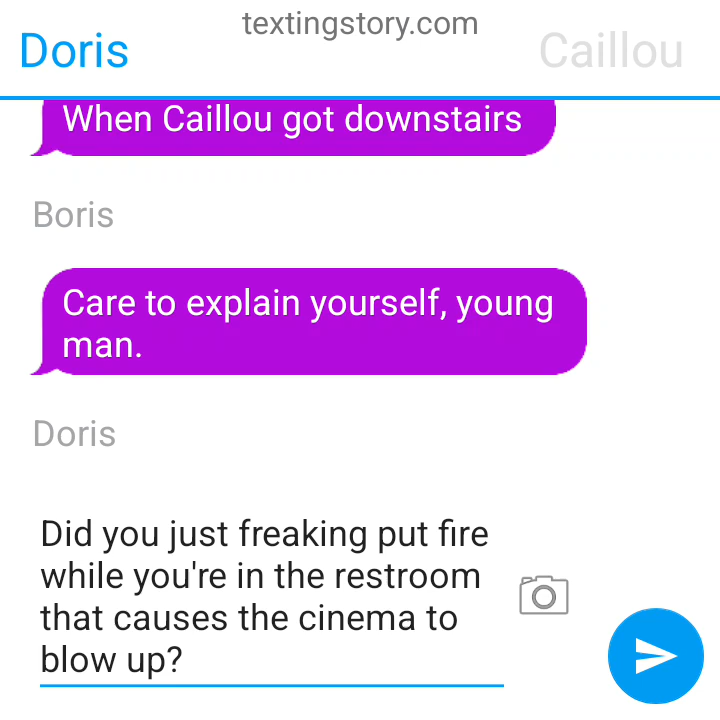 textingstory.com
Doris
Caillou
When Caillou got downstairs
Boris
Care to explain yourself, young
man.
Doris
Did you just freaking put fire
while you're in the restroom
that causes the cinema to
blow up?